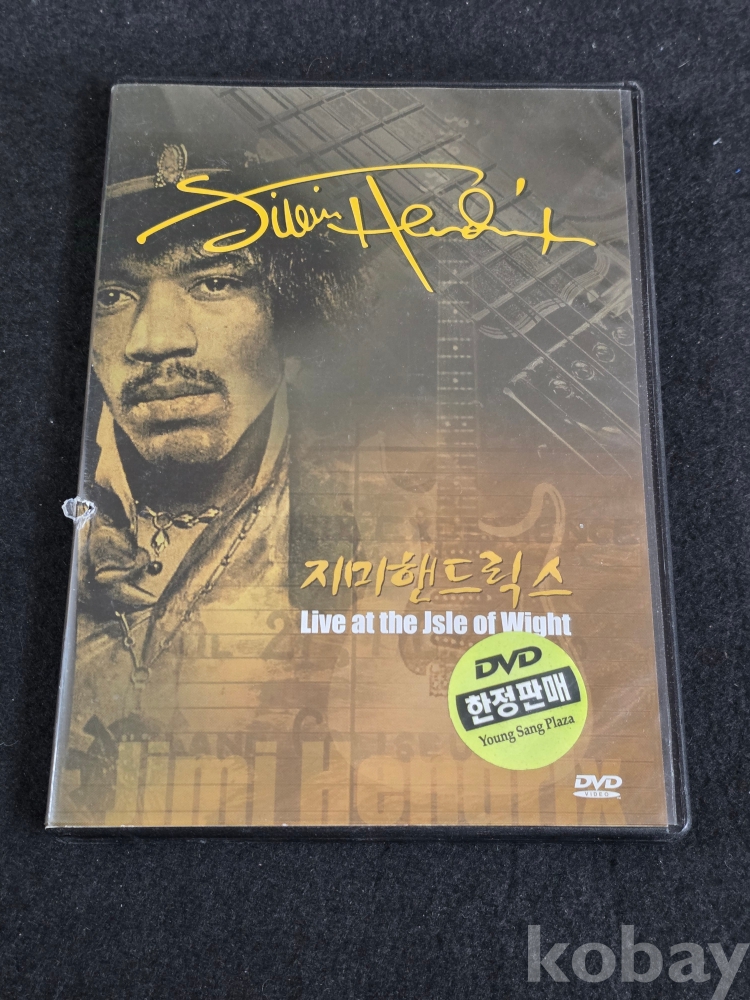 Jimi Hendrix
지미핸드릭스
Live at the Jsle of Wight
DVD
한정판매
Young Sang Plaza
DVD
VIDEO
Jimi Hendrix
kobay